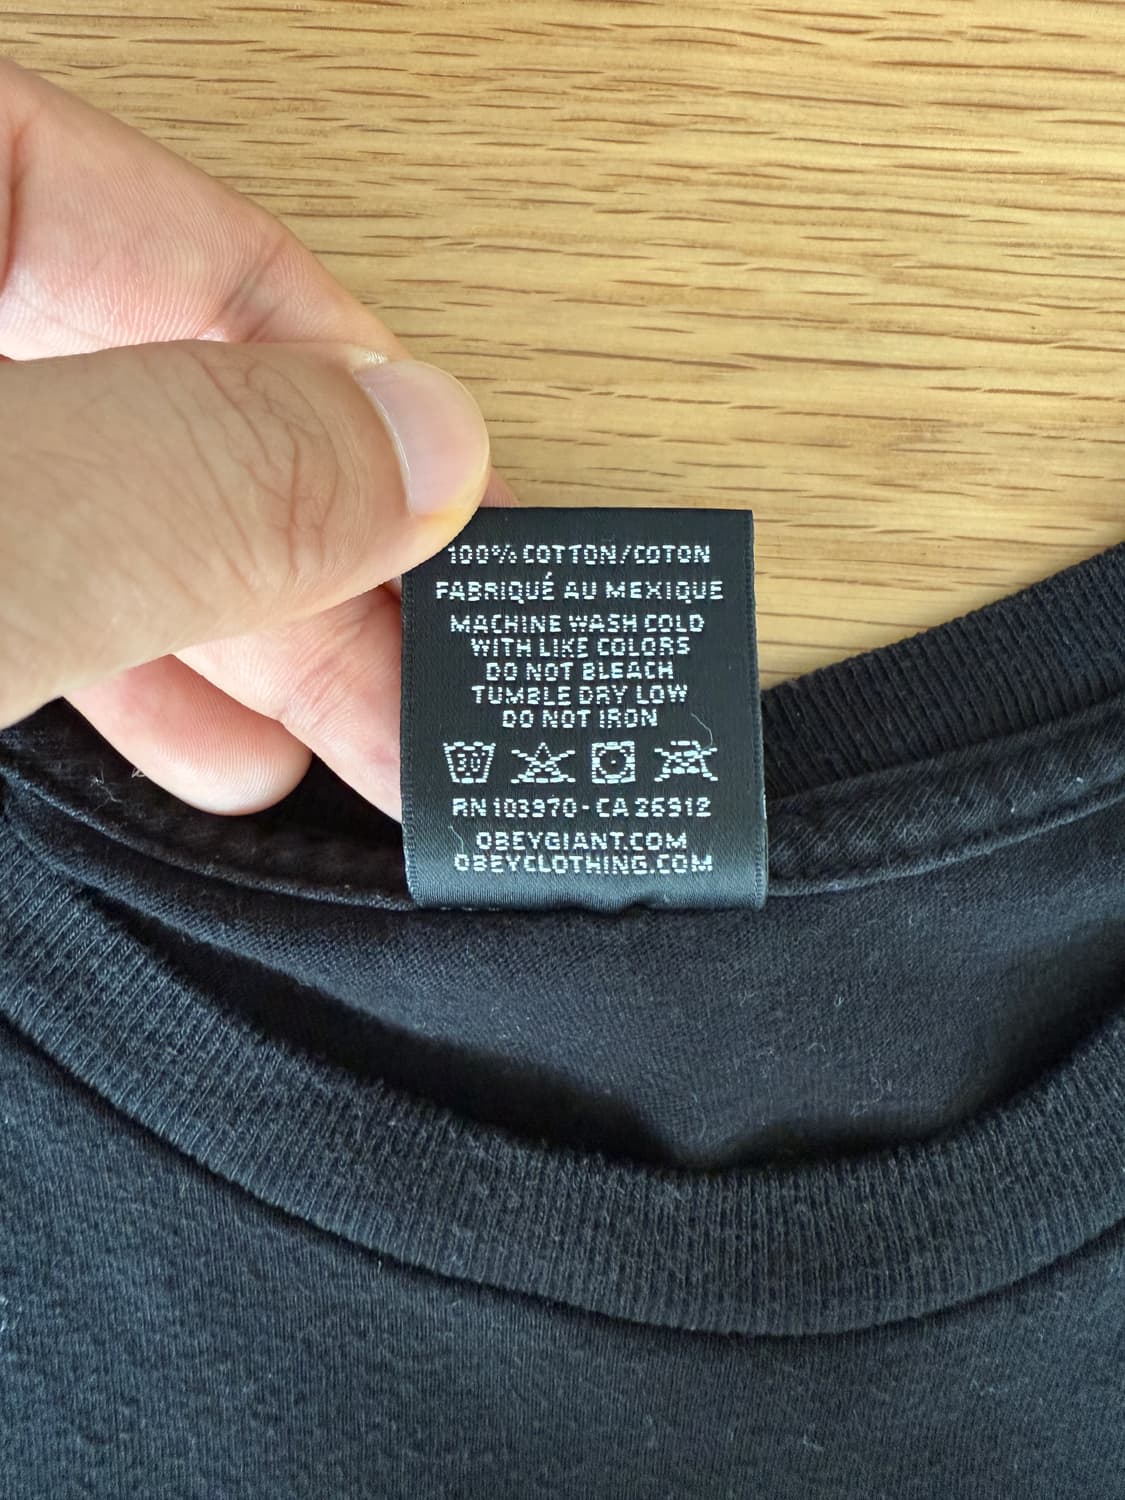 100% COTTON/COTON
FABRIQUÉ AU MEXIQUE
MACHINE WASH COLD
WITH LIKE COLORS
DO NOT BLEACH
TUMBLE DRY LOW
DO NOT IRON
30
RN 103970 - CA 26912
OBEYGIANT.COM
OBEYCLOTHING.COM